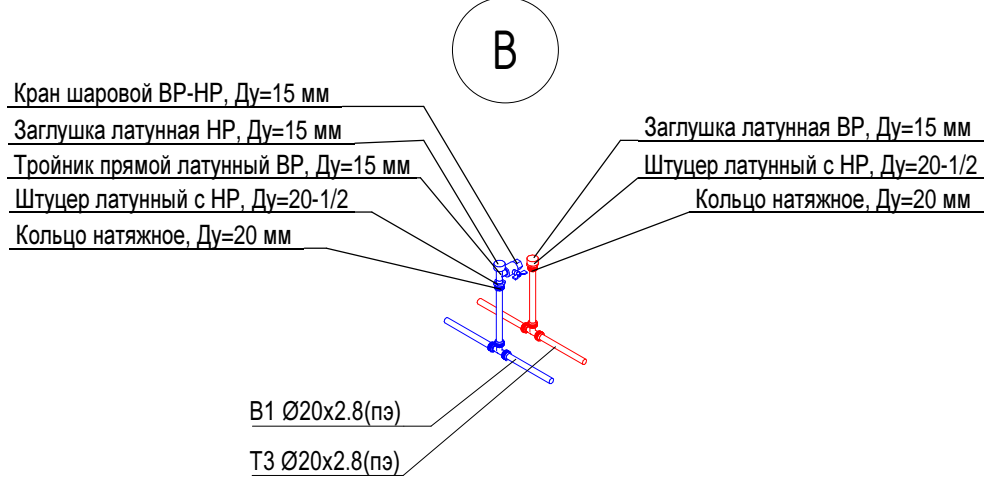 В
Кран шаровой ВР-НР, Ду=15 мм
Заглушка латунная НР, Ду=15 мм
Тройник прямой латунный ВР, Ду=15 мм
Штуцер латунный с НР, Ду=20-1/2
Кольцо натяжное, Ду=20 мм
Заглушка латунная ВР, Ду=15 мм
Штуцер латунный с НР, Ду=20-1/2
Кольцо натяжное, Ду=20 мм
В1 Ø20х2.8(пэ)
Т3 Ø20х2.8(пэ)